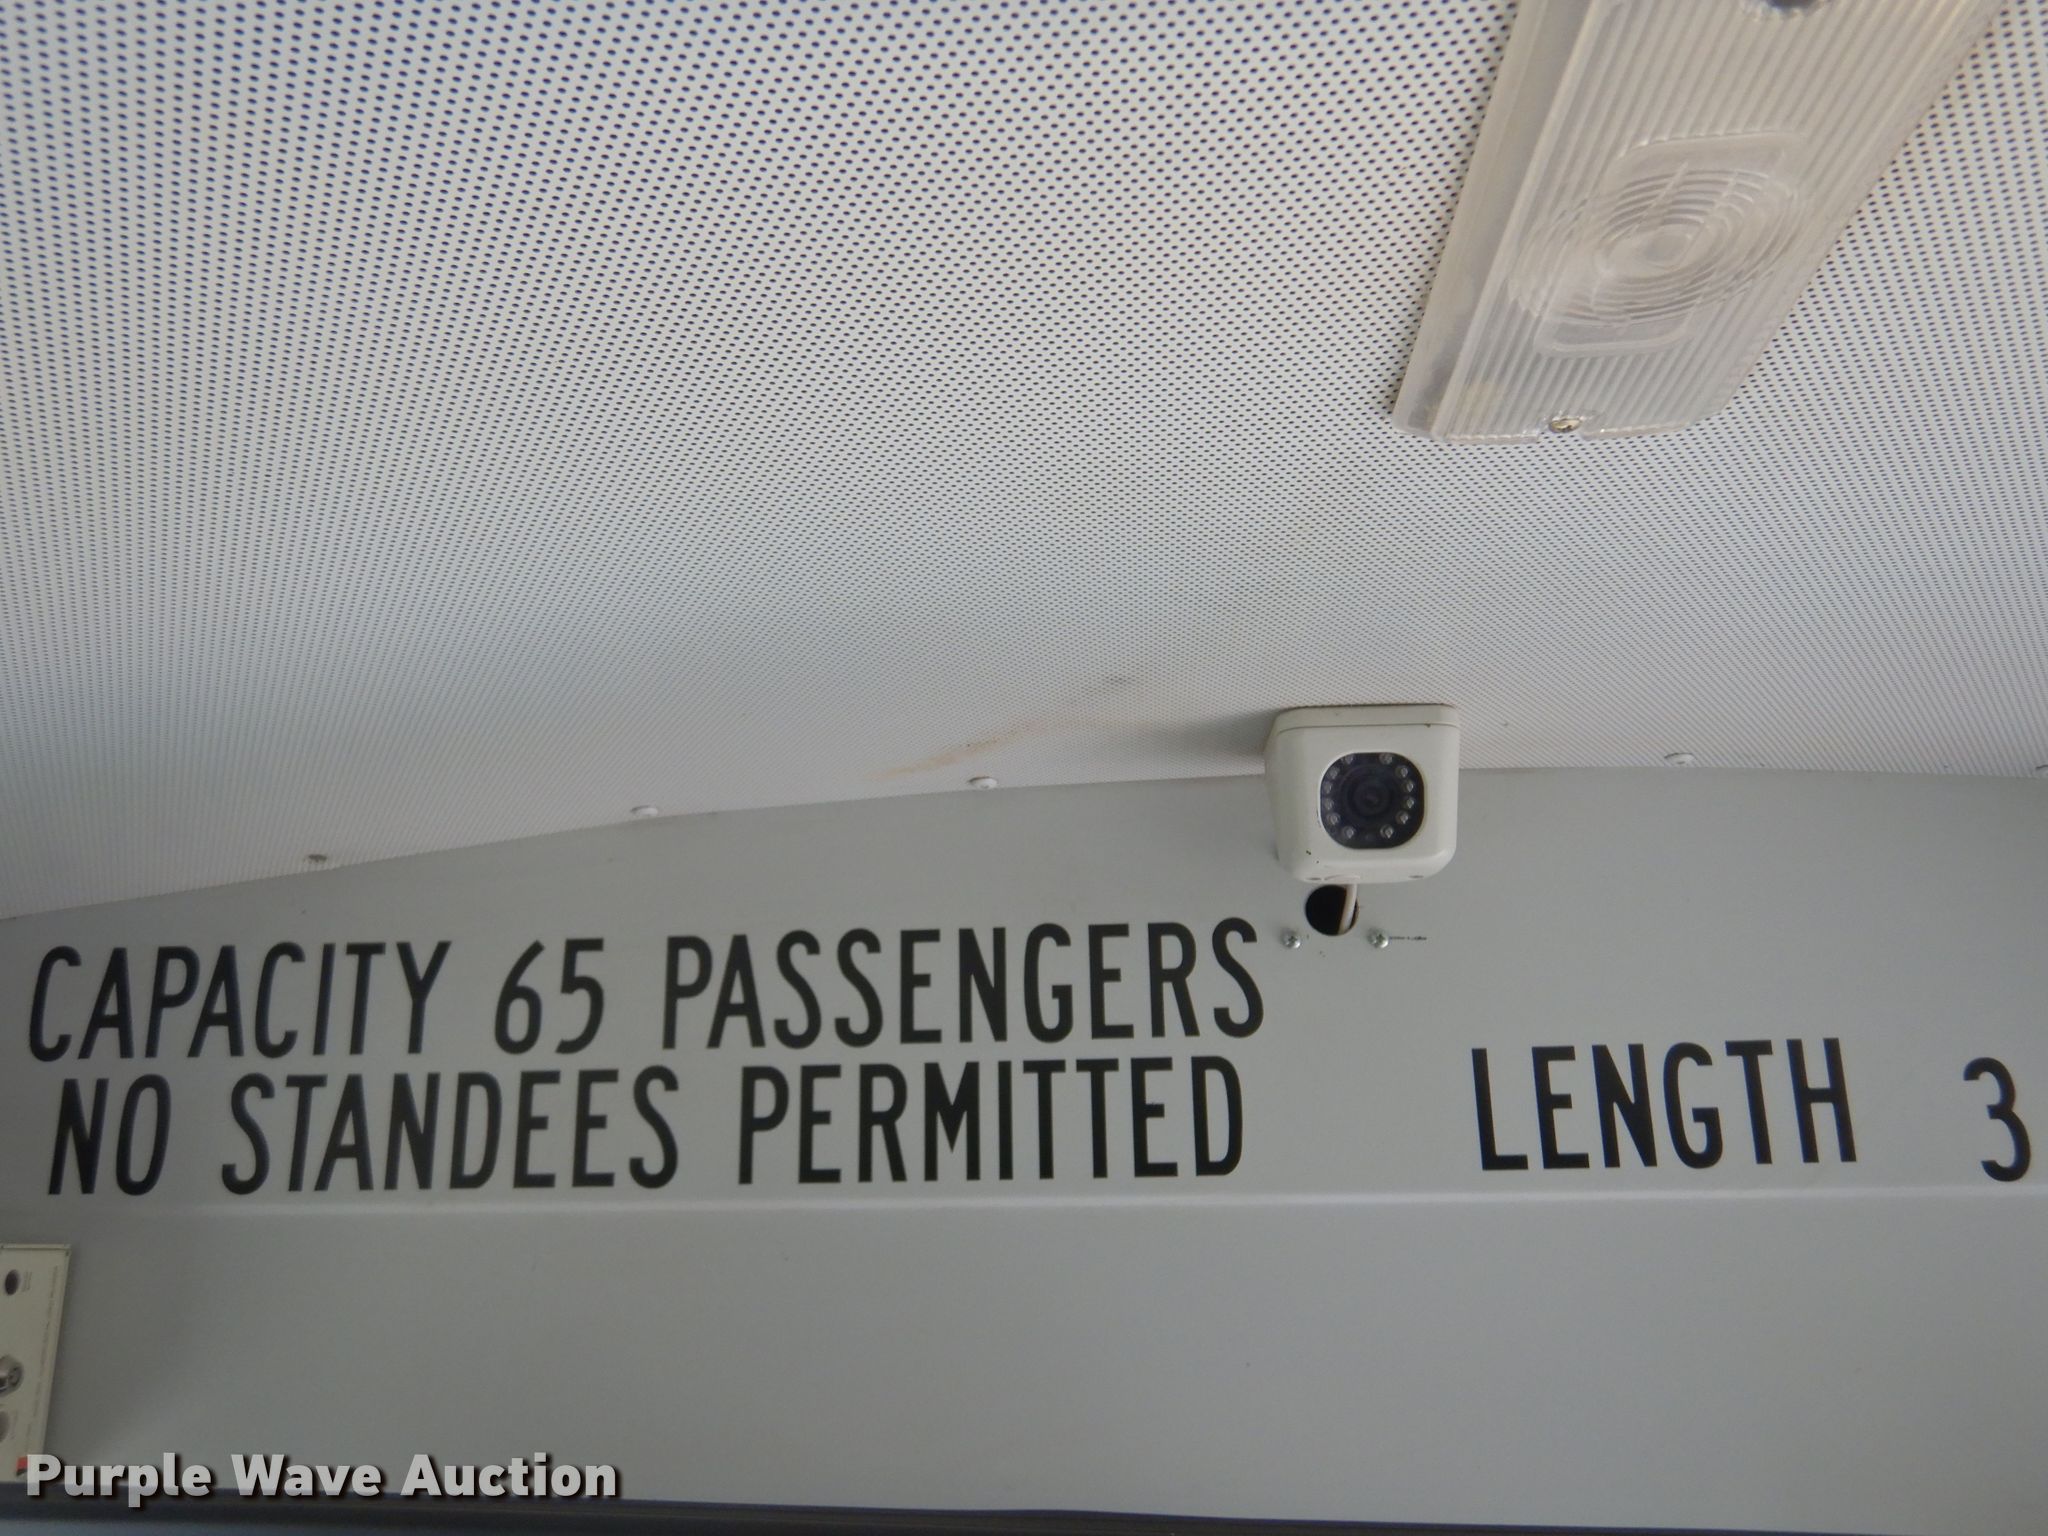 CAPACITY 65 PASSENGERS
NO STANDEES PERMITTED
LENGTH 3
Purple Wave Auction